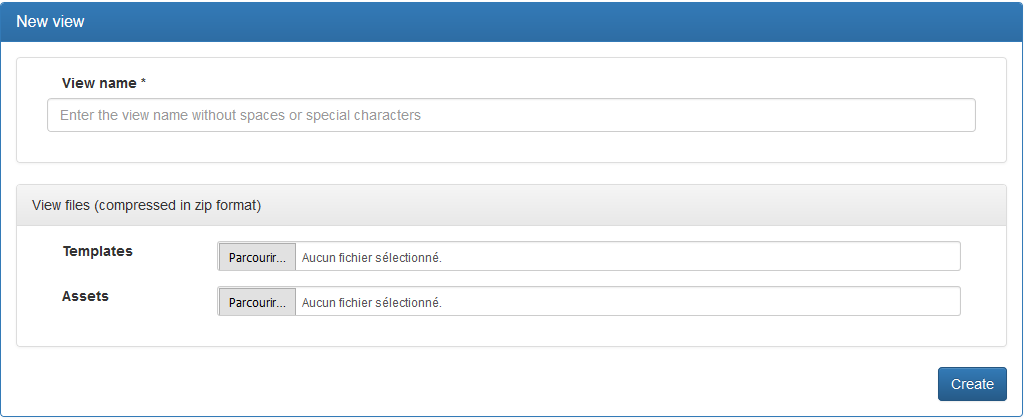 New view
View name *
Enter the view name without spaces or special characters
View files (compressed in zip format)
Templates
Parcourir... Aucun fichier sélectionné.
Assets
Parcourir... Aucun fichier sélectionné.
Create